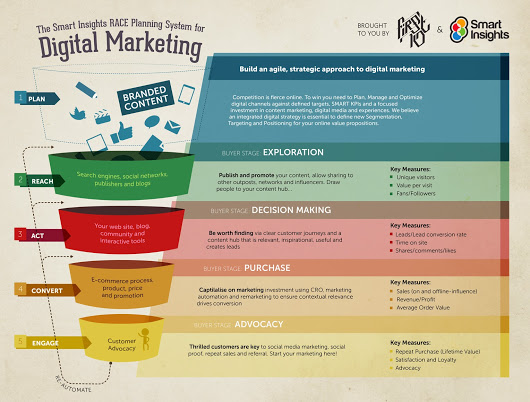 The Smart Insights RACE Planning System for
Digital Marketing
BROUGHT
TO YOU BY
First
10
&
Smart
Insights
Build an agile, strategic approach to digital marketing
1 PLAN
BRANDED
CONTENT
Competition is fierce online. To win you need to Plan, Manage and Optimize
digital channels against defined targets, SMART KPIs and a focused
investment in content marketing, digital media and experiences. We believe
an integrated digital strategy is essential to define new Segmentation,
Targeting and Positioning for your online value propositions.
BUYER STAGE EXPLORATION
2 REACH
Search engines, social networks,
publishers and blogs
Publish and promote your content, allow sharing to
other outposts, networks and influencers. Draw
people to your content hub...
Key Measures:
Unique visitors
Value per visit
Fans/Followers
BUYER STAGE DECISION MAKING
3 ACT
Your web site, blog,
community and
interactive tools
Be worth finding via clear customer journeys and a
content hub that is relevant, inspirational, useful and
creates leads
Key Measures:
Leads/Lead conversion rate
Time on site
Shares/comments/likes
BUYER STAGE PURCHASE
4 CONVERT
E-commerce process,
product, price
and promotion
Captilalise on marketing investment using CRO, marketing
automation and remarketing to ensure contextual relevance
drives conversion
Key Measures:
Sales (on and offline-influence)
Revenue/Profit
Average Order Value
BUYER STAGE ADVOCACY
5 ENGAGE
Customer
Advocacy
Thrilled customers are key to social media marketing, social
proof, repeat sales and referral. Start your marketing here!
Key Measures:
Repeat Purchase (Lifetime Value)
Satisfaction and Loyalty
Advocacy
RE-AUTOMATE